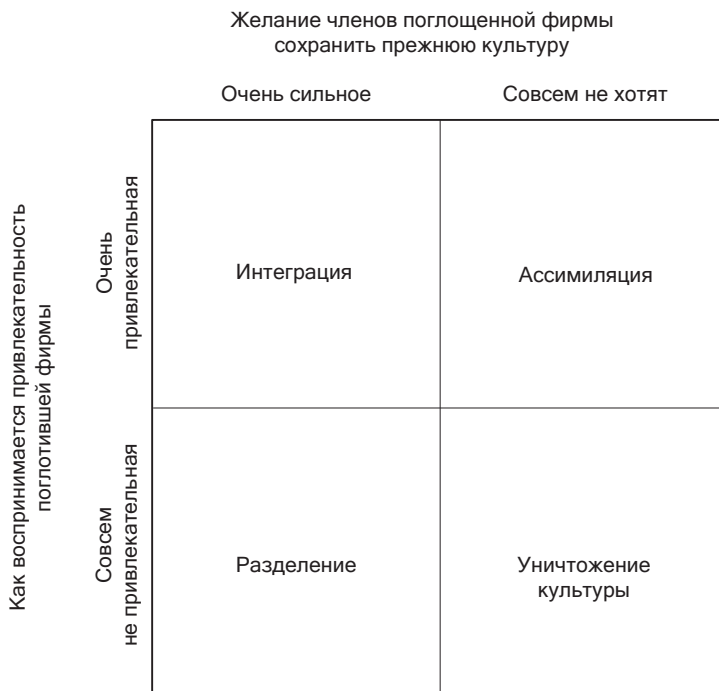 Желание членов поглощенной фирмы
сохранить прежнюю культуру
Очень сильное
Совсем не хотят
Как воспринимается привлекательность
поглотившей фирмы
Очень
привлекательная
Интеграция
Ассимиляция
Совсем
не привлекательная
Разделение
Уничтожение
культуры